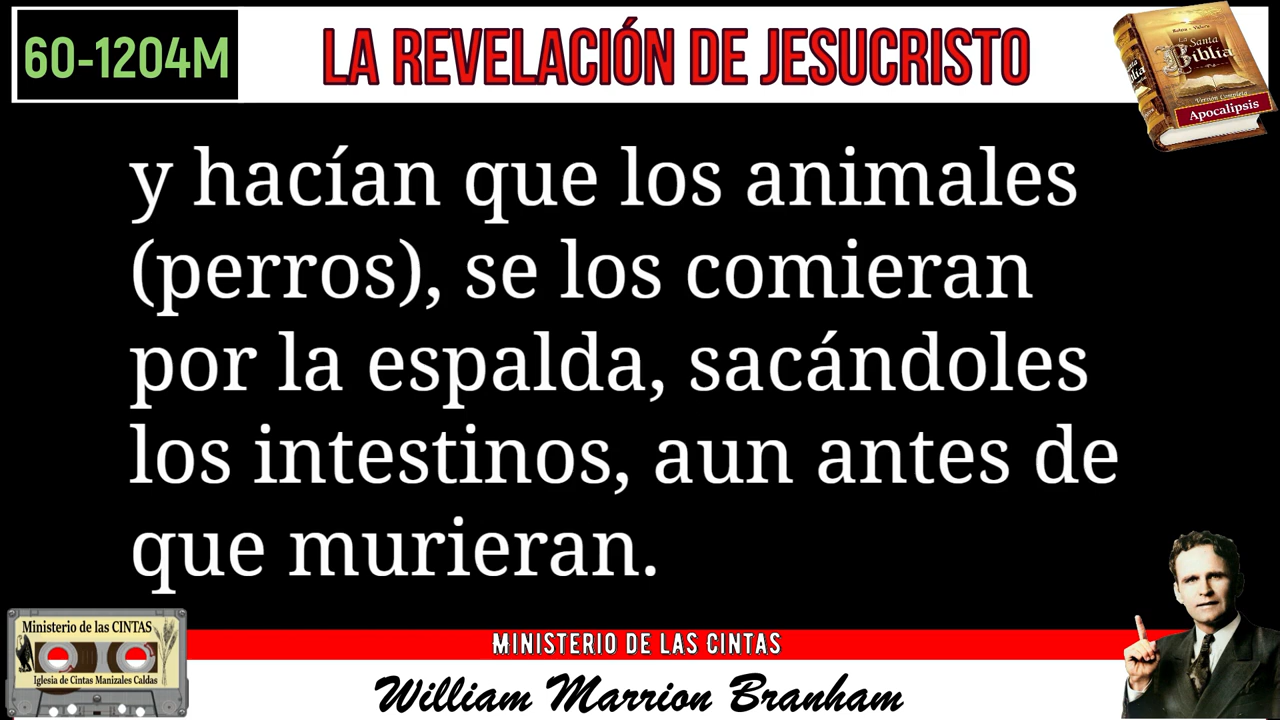 60-1204M
LA REVELACIÓN DE JESUCRISTO
La Santa
Biblia
Versión Completa
Apocalipsis
y hacían que los animales
(perros), se los comieran
por la espalda, sacándoles
los intestinos, aun antes de
que murieran.
Ministerio de las CINTAS
Iglesia de Cintas Manizales Caldas
MINISTERIO DE LAS CINTAS
William Marrion Branham